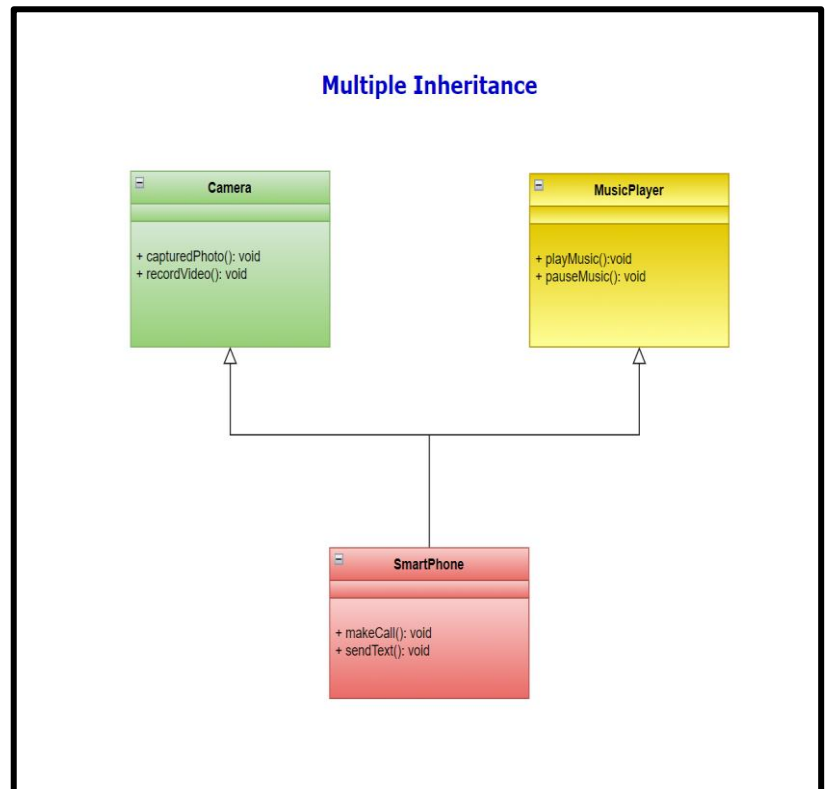 Multiple Inheritance
Camera
+ capturedPhoto(): void
+ recordVideo(): void
MusicPlayer
+ playMusic():void
+ pauseMusic(): void
SmartPhone
+ makeCall(): void
+ sendText(): void